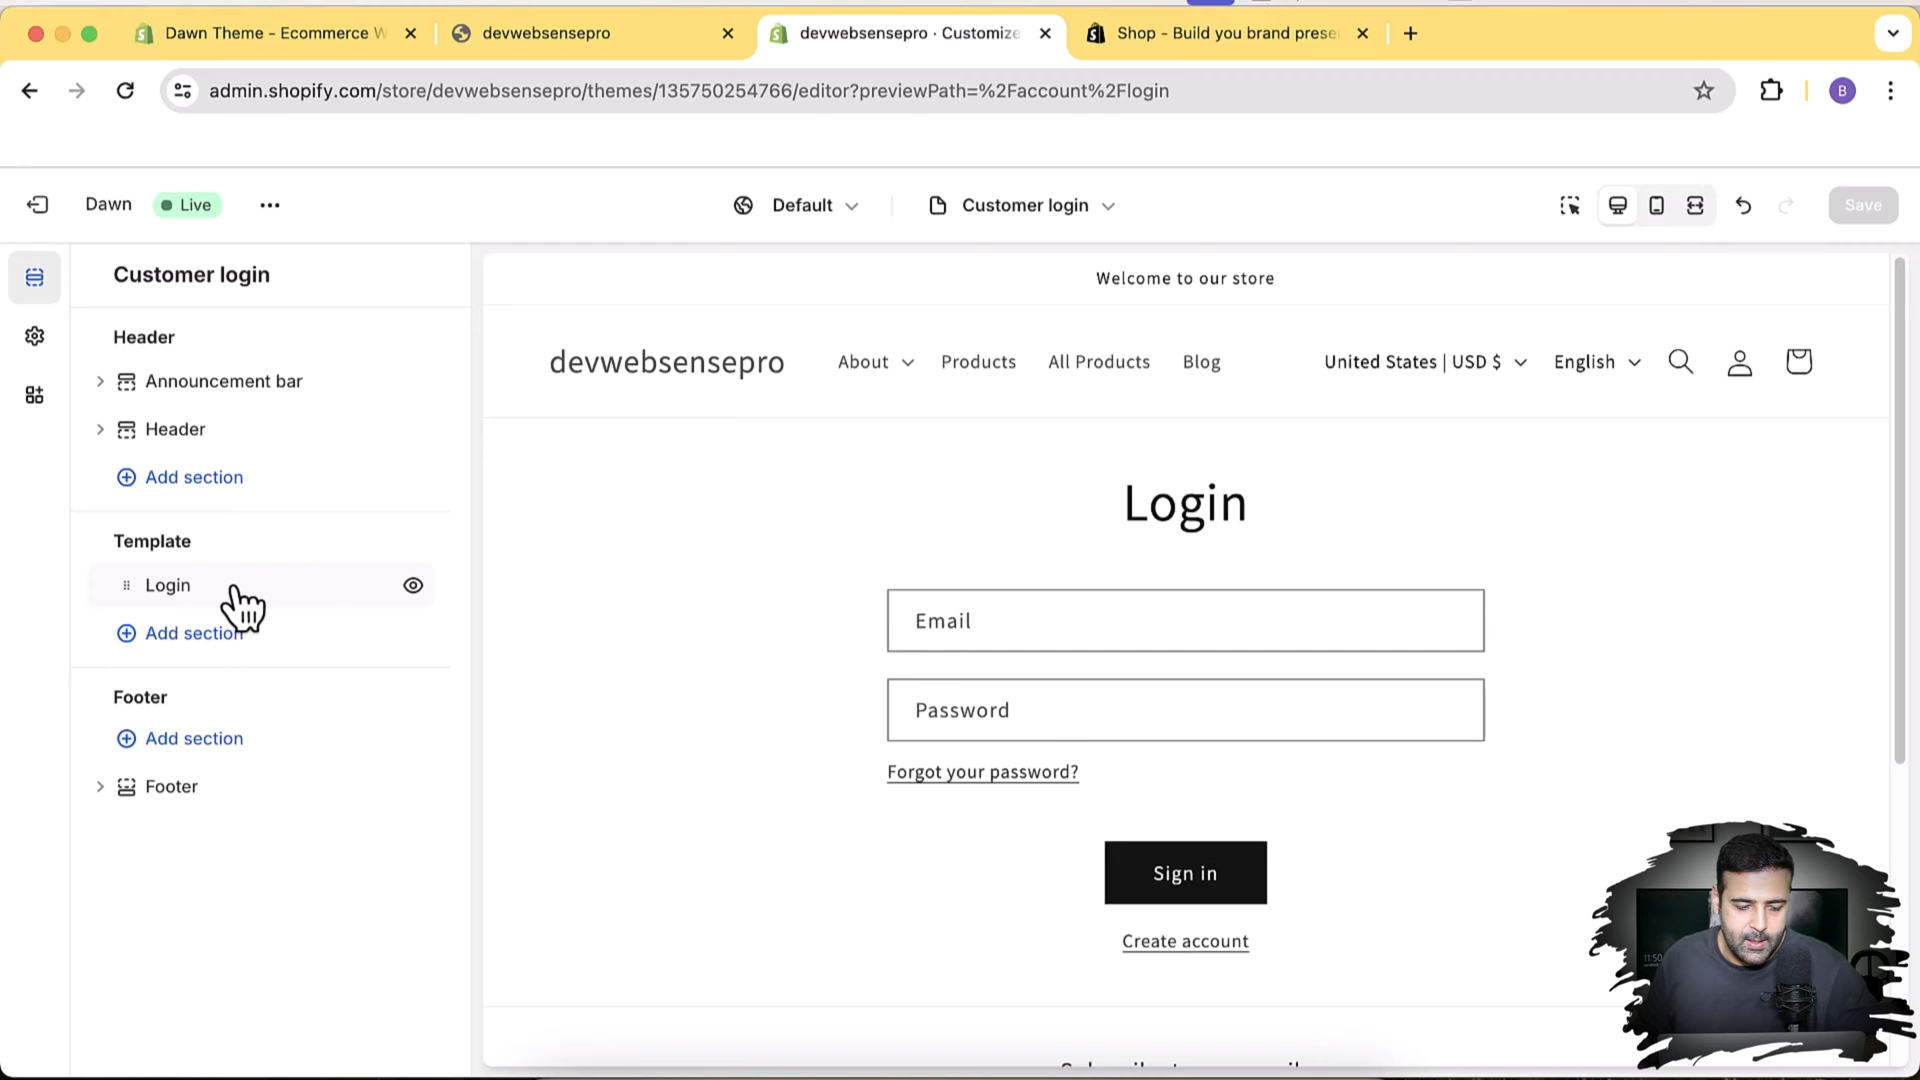 Dawn Theme - Ecommerce W
devwebsensepro
devwebsensepro · Customize
Shop - Build you brand prese
admin.shopify.com/store/devwebsensepro/themes/135750254766/editor?previewPath=%2Faccount%2Flogin
B
Dawn
Live
Default
Customer login
Save
Customer login
Header
Announcement bar
Header
Add section
Template
Login
Add section
Footer
Add section
Footer
Welcome to our store
devwebsensepro
About
Products
All Products
Blog
United States | USD $
English
Login
Email
Password
Forgot your password?
Sign in
Create account
11:50